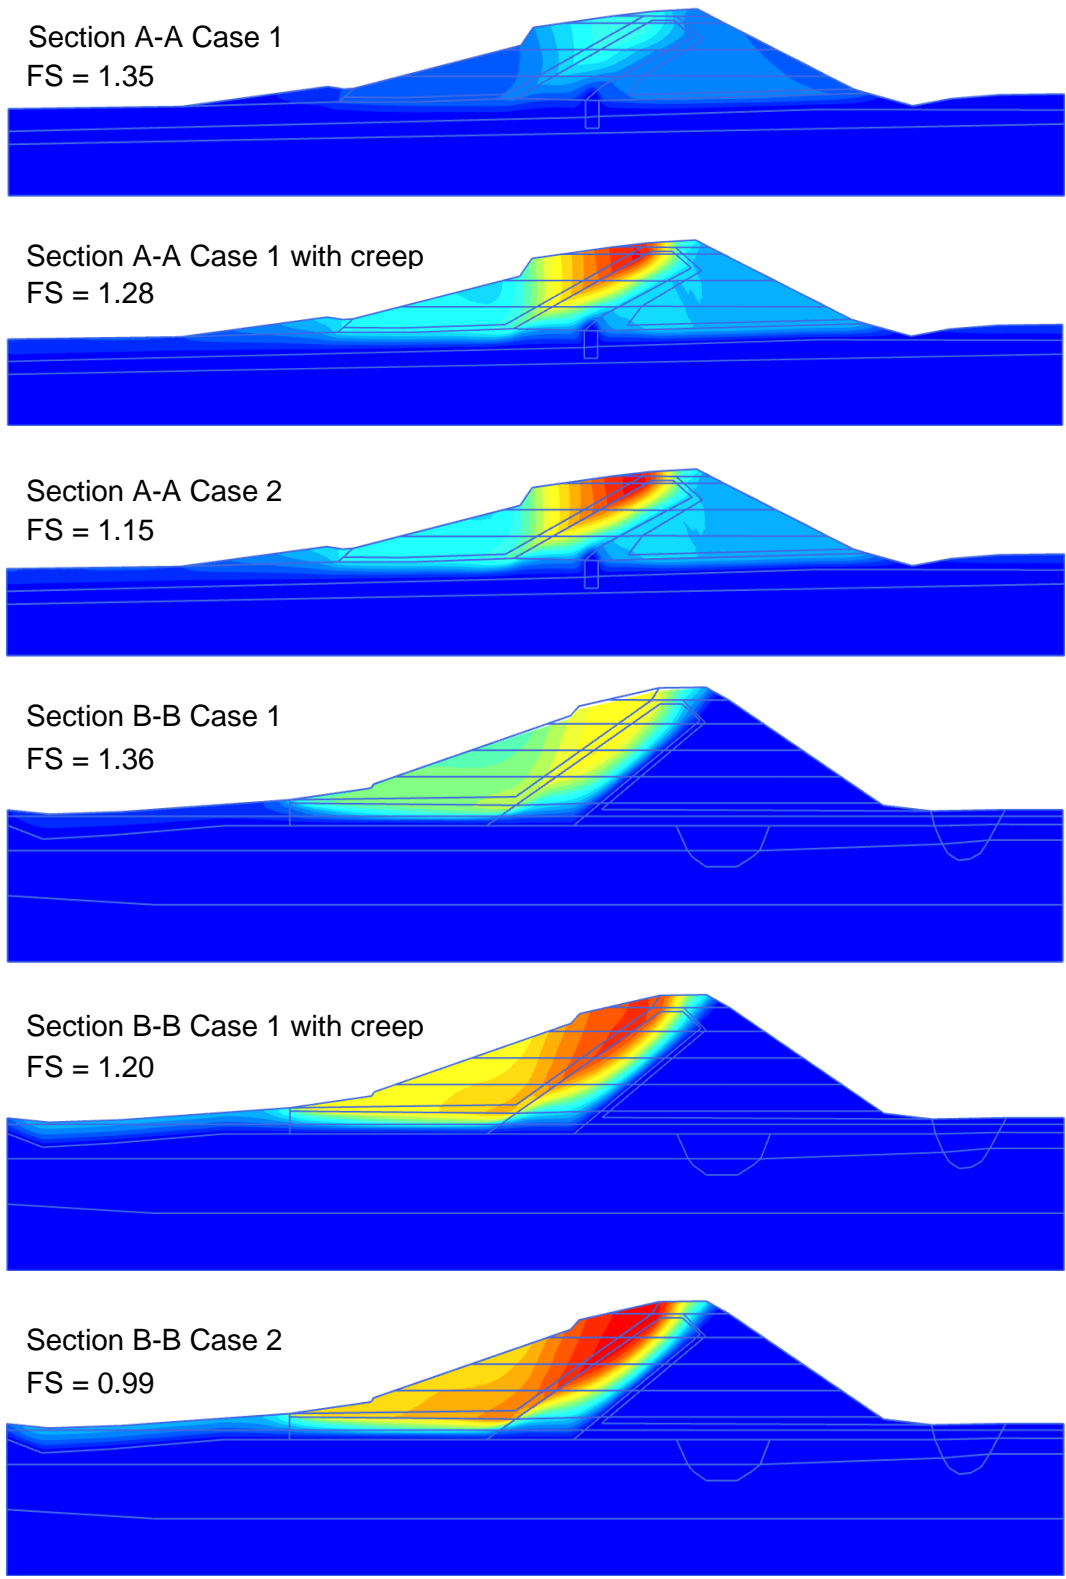 Section A-A Case 1
FS = 1.35
Section A-A Case 1 with creep
FS = 1.28
Section A-A Case 2
FS = 1.15
Section B-B Case 1
FS = 1.36
Section B-B Case 1 with creep
FS = 1.20
Section B-B Case 2
FS = 0.99